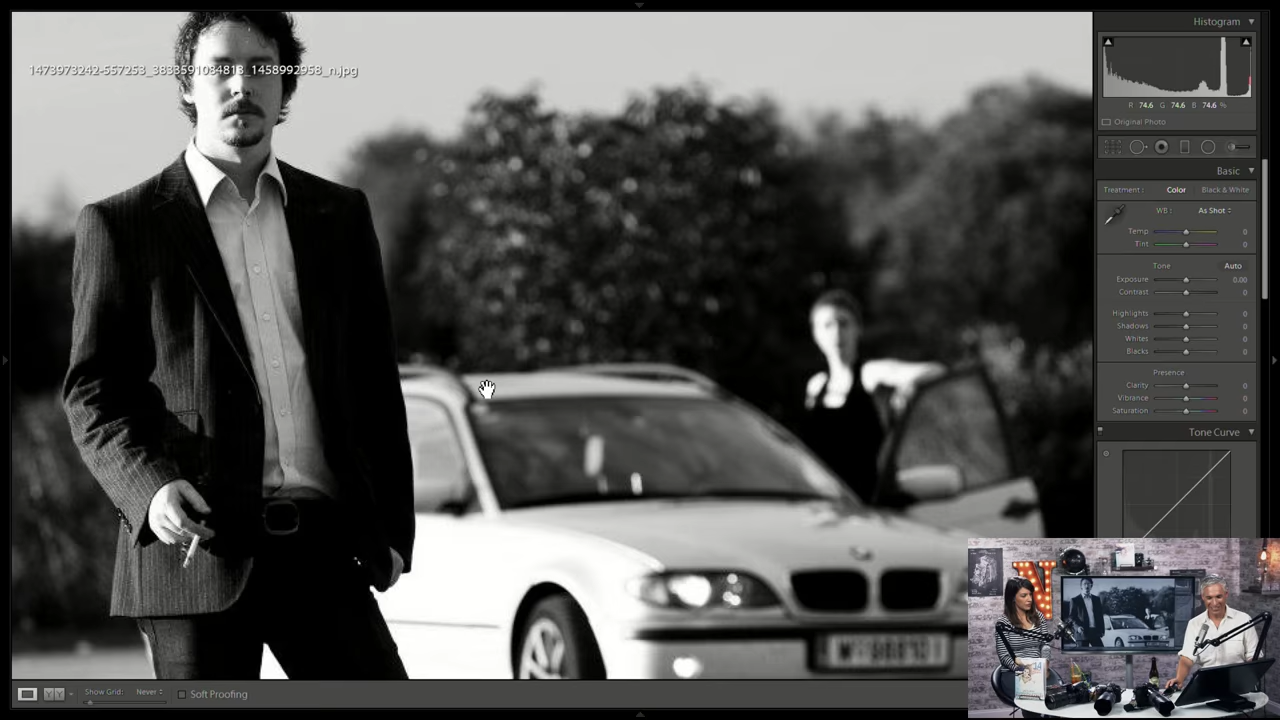 Histogram
1473973242-557253_3833591034813_1458992958_n.jpg
R 74.6 G 74.6 B 74.6 %
Original Photo
Basic
Treatment : Color Black & White
WB : As Shot
Temp 0
Tint 0
Tone Auto
Exposure 0.00
Contrast 0
Highlights 0
Shadows 0
Whites 0
Blacks 0
Presence
Clarity 0
Vibrance 0
Saturation 0
Tone Curve
Show Grid: Never
Soft Proofing